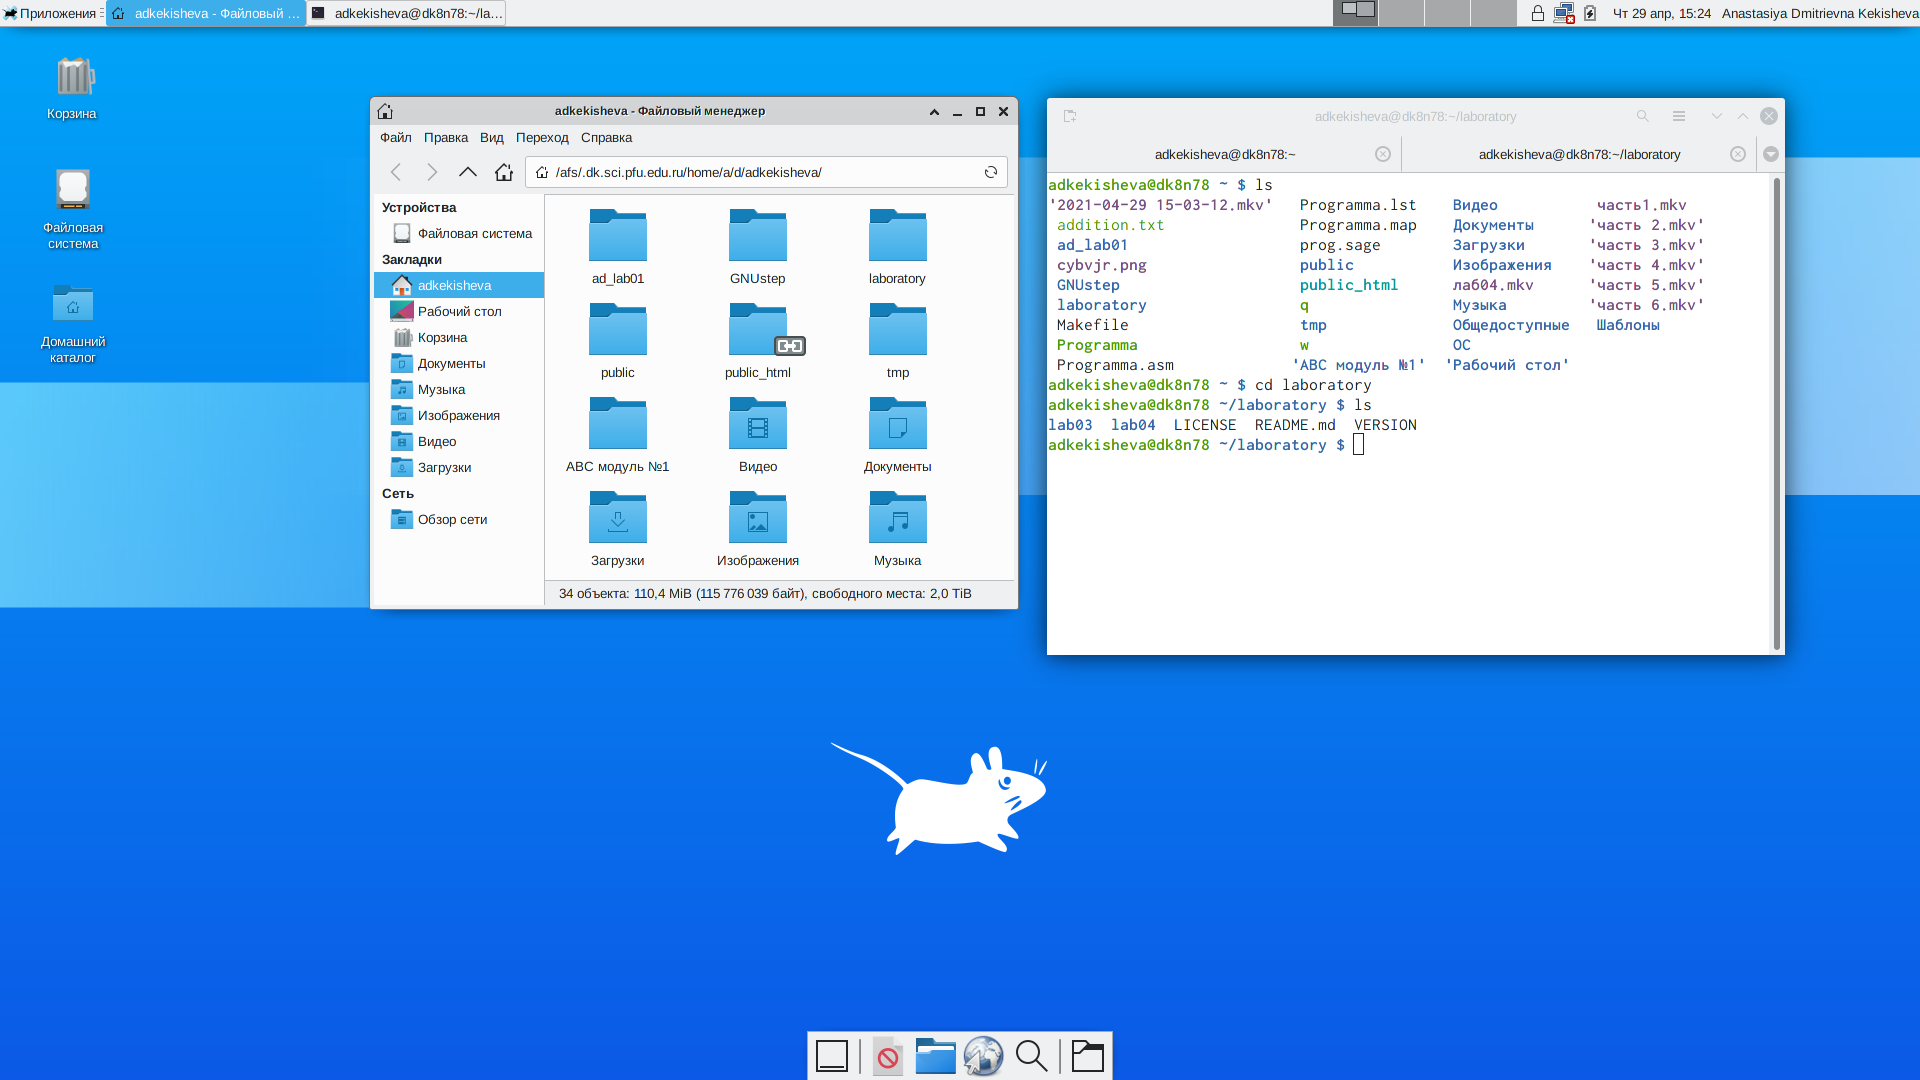 Приложения
adkekisheva - Файловый ...
adkekisheva@dk8n78:~/la...
Чт 29 апр, 15:24
Anastasiya Dmitrievna Kekisheva
Корзина
Файловая
система
Домашний
каталог
adkekisheva - Файловый менеджер
Файл Правка Вид Переход Справка
/afs/.dk.sci.pfu.edu.ru/home/a/d/adkekisheva/
Устройства
Файловая система
Закладки
adkekisheva
Рабочий стол
Корзина
Документы
Музыка
Изображения
Видео
Загрузки
Сеть
Обзор сети
ad_lab01 GNUstep laboratory
public public_html tmp
АВС модуль №1 Видео Документы
Загрузки Изображения Музыка
34 объекта: 110,4 MiB (115 776 039 байт), свободного места: 2,0 TiB
adkekisheva@dk8n78:~/laboratory
adkekisheva@dk8n78:~ adkekisheva@dk8n78:~/laboratory
adkekisheva@dk8n78 ~ $ ls
'2021-04-29 15-03-12.mkv' Programma.lst Видео часть1.mkv
addition.txt Programma.map Документы 'часть 2.mkv'
ad_lab01 prog.sage Загрузки 'часть 3.mkv'
cybvjr.png public Изображения 'часть 4.mkv'
GNUstep public_html лаб04.mkv 'часть 5.mkv'
laboratory q Музыка 'часть 6.mkv'
Makefile tmp Общедоступные Шаблоны
Programma w ОС
Programma.asm 'АВС модуль №1' 'Рабочий стол'
adkekisheva@dk8n78 ~ $ cd laboratory
adkekisheva@dk8n78 ~/laboratory $ ls
lab03 lab04 LICENSE README.md VERSION
adkekisheva@dk8n78 ~/laboratory $